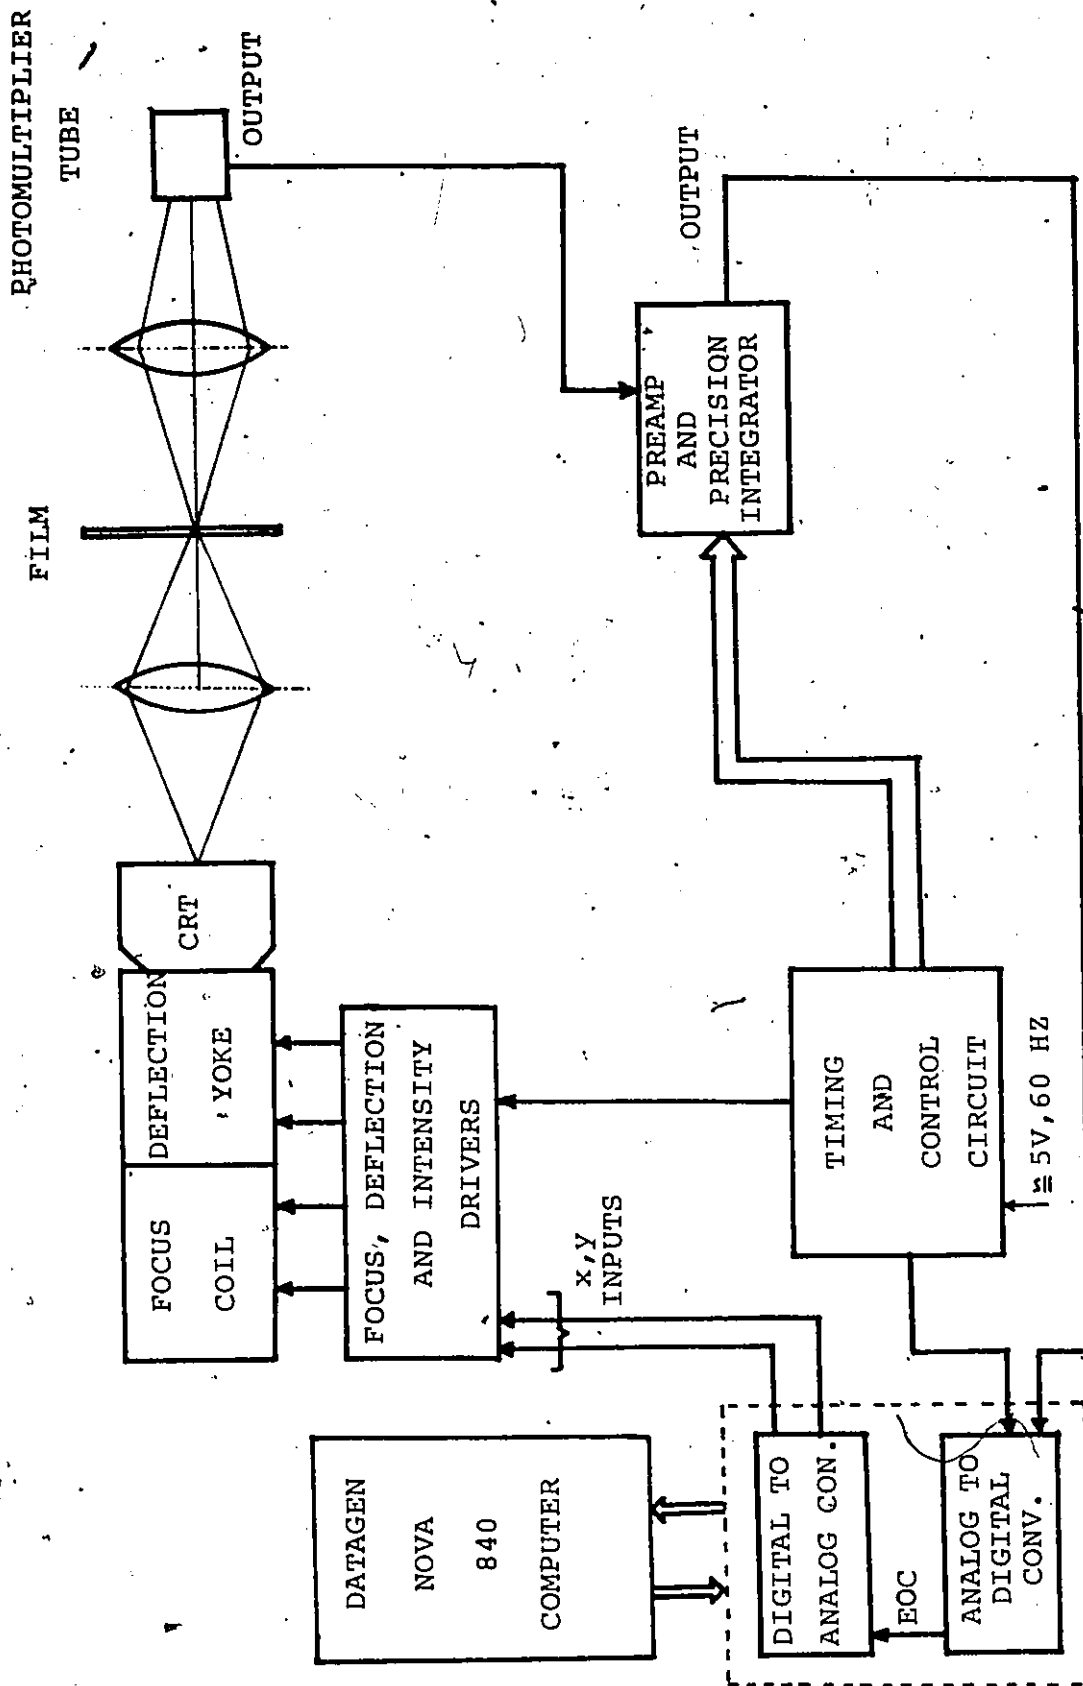 PHOTOMULTIPLIER
TUBE
OUTPUT
FILM
CRT
DEFLECTION
YOKE
FOCUS
COIL
FOCUS, DEFLECTION
AND INTENSITY
DRIVERS
x,y
INPUTS
PREAMP
AND
PRECISION
INTEGRATOR
OUTPUT
TIMING
AND
CONTROL
CIRCUIT
≅5V,60 HZ
DATAGEN
NOVA
840
COMPUTER
DIGITAL TO
ANALOG CON.
EOC
ANALOG TO
DIGITAL
CONV.